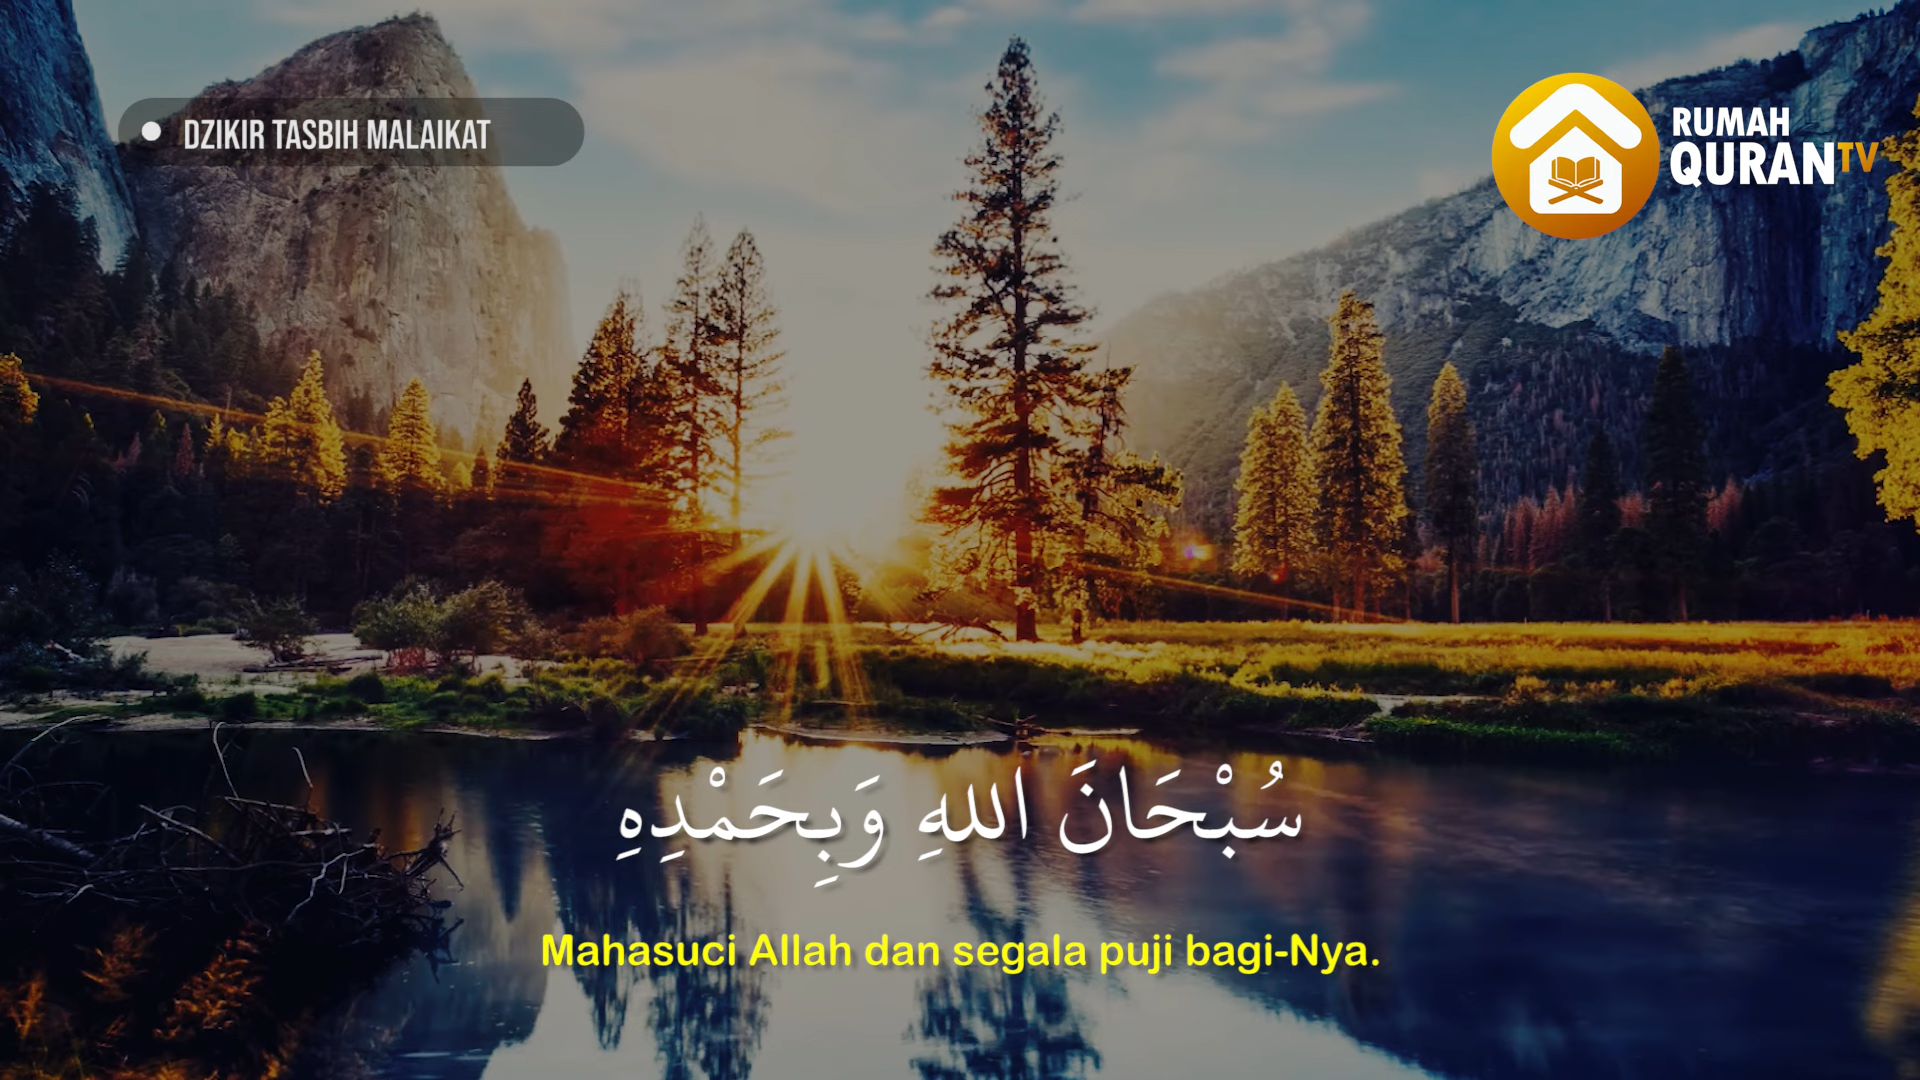 DZIKIR TASBIH MALAIKAT
RUMAH
QURANTV
سُبْحَانَ اللهِ وَبِحَمْدِهِ
Mahasuci Allah dan segala puji bagi-Nya.